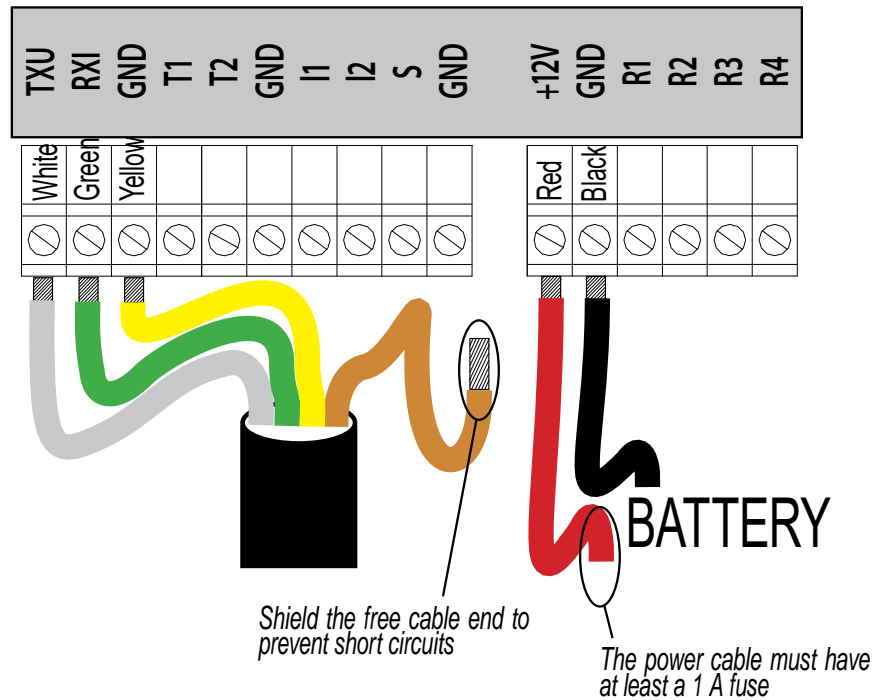 TXU RXI GND T1 T2 GND I1 I2 S GND +12V GND R1 R2 R3 R4
White Green Yellow Red Black
BATTERY
Shield the free cable end to
prevent short circuits
The power cable must have
at least a 1 A fuse